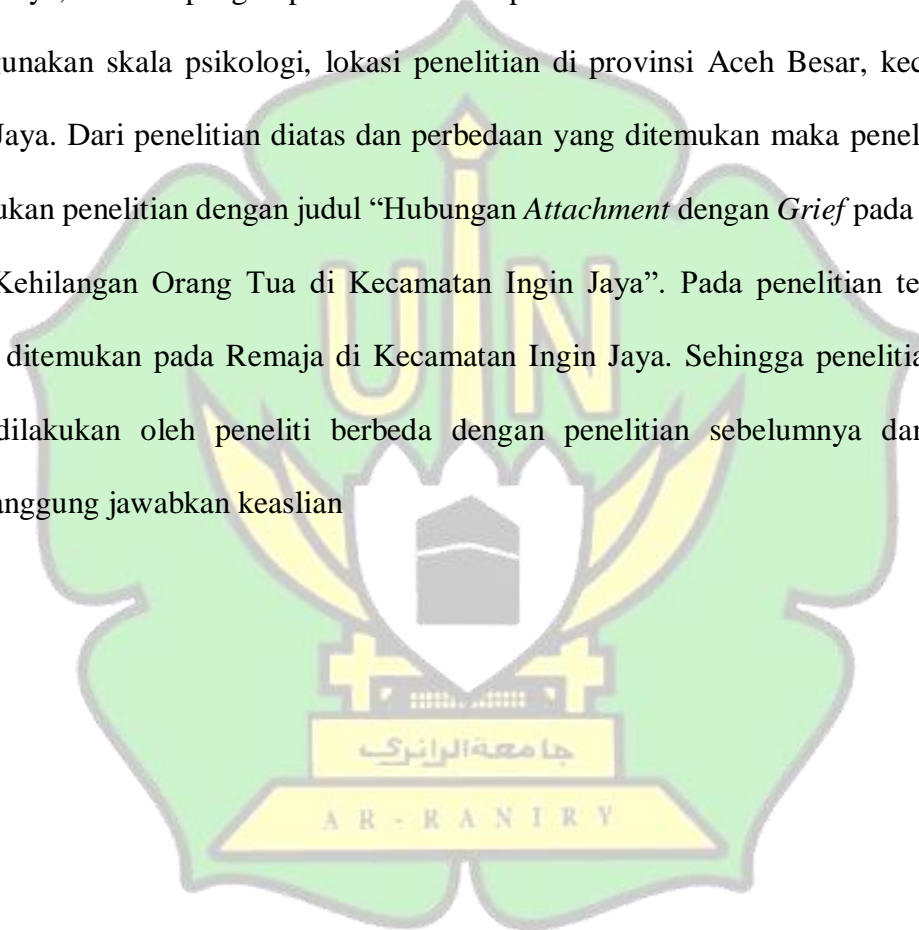 gunakan skala psikologi, lokasi penelitian di provinsi Aceh Besar, kec
Jaya. Dari penelitian diatas dan perbedaan yang ditemukan maka penel
ukan penelitian dengan judul “Hubungan Attachment dengan Grief pada
Kehilangan Orang Tua di Kecamatan Ingin Jaya”. Pada penelitian te
ditemukan pada Remaja di Kecamatan Ingin Jaya. Sehingga penelitia
dilakukan oleh peneliti berbeda dengan penelitian sebelumnya dan
anggung jawabkan keaslian
UIN
جامعة الرانري
AR-RANIRY